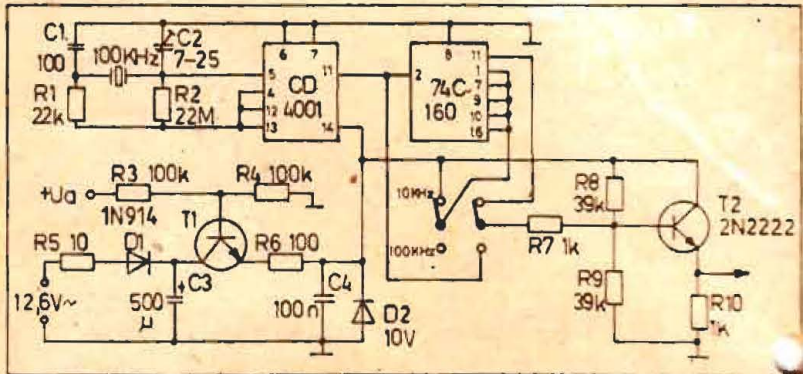 C1
100
100KHz
C2
7-25
R1
22k
R2
22M
6 7
5
4
12
13
CD
4001
11
14
8
2
74C-
160
11
1
7
9
10
16
R3 100k
R4 100k
+Ua
1N914
T1
R5 10
D1
R6 100
12,6V~
+
C3
500
µ
C4
100n
D2
10V
10KHz
100KHz
R7 1k
R8
39k
R9
39k
T2
2N2222
R10
1k